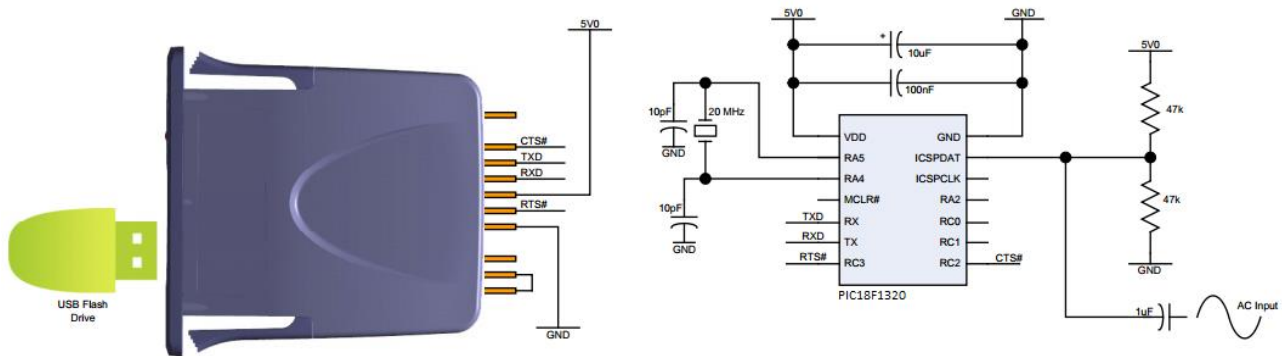 5V0
CTS#
TXD
RXD
RTS#
GND
USB Flash
Drive
5V0
GND
+
10uF
100nF
10pF
20 MHz
GND
10pF
GND
VDD
RA5
RA4
MCLR#
RX
TX
RC3
GND
ICSPDAT
ICSPCLK
RA2
RC0
RC1
RC2
TXD
RXD
RTS#
CTS#
PIC18F1320
5V0
47k
47k
GND
1uF
AC Input